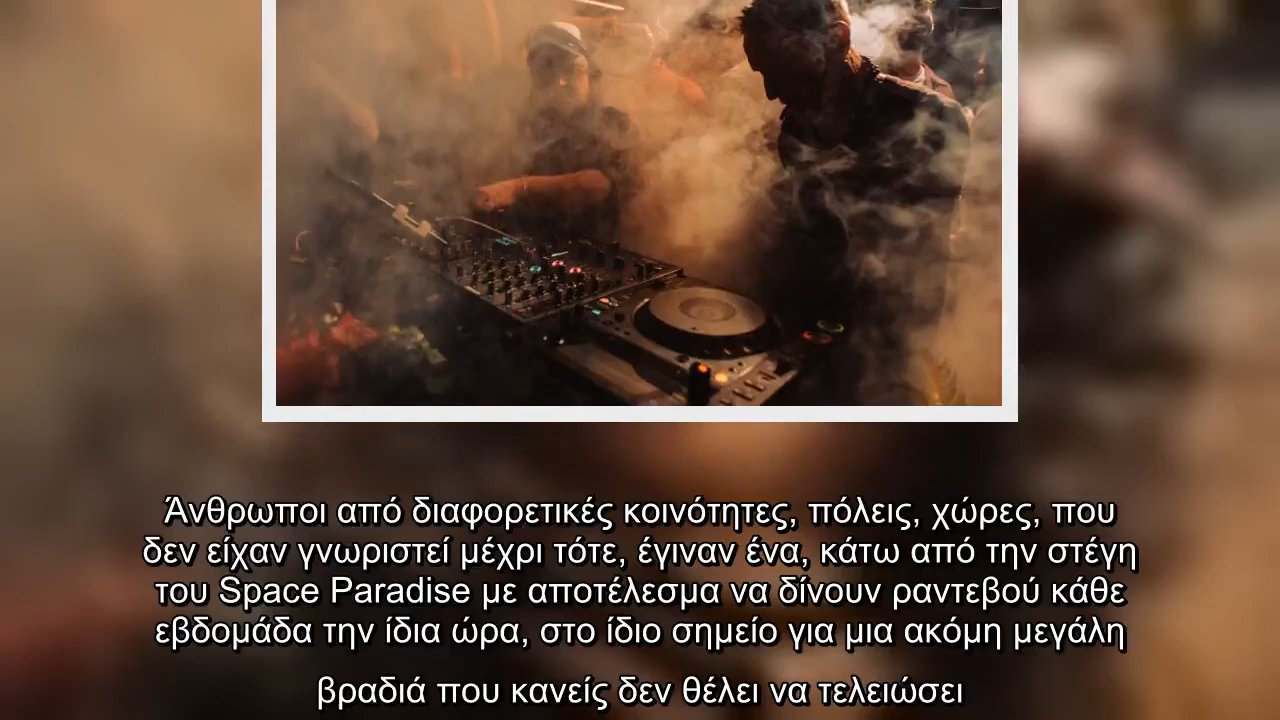 Άνθρωποι από διαφορετικές κοινότητες, πόλεις, χώρες, που
δεν είχαν γνωριστεί μέχρι τότε, έγιναν ένα, κάτω από την στέγη
του Space Paradise με αποτέλεσμα να δίνουν ραντεβού κάθε
εβδομάδα την ίδια ώρα, στο ίδιο σημείο για μια ακόμη μεγάλη
βραδιά που κανείς δεν θέλει να τελειώσει